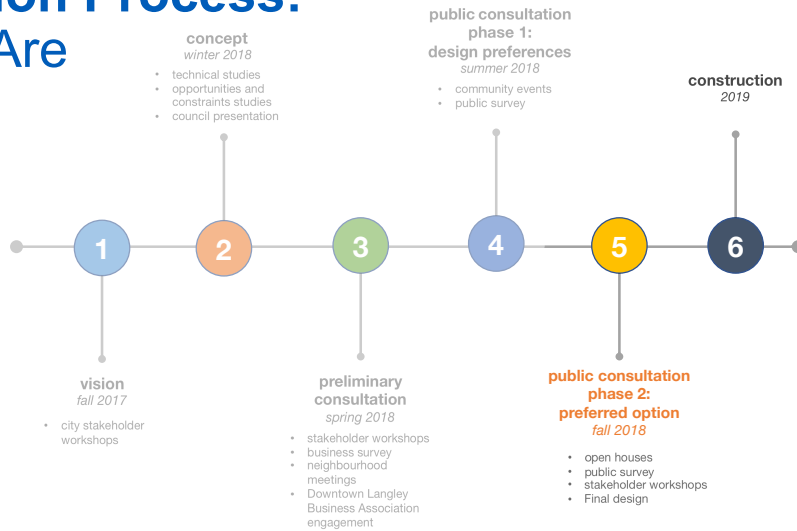 ion Process:
Are
concept
winter 2018
• technical studies
• opportunities and
constraints studies
• council presentation
public consultation
phase 1:
design preferences
summer 2018
• community events
• public survey
construction
2019
1
2
3
4
5
6
vision
fall 2017
• city stakeholder
workshops
preliminary
consultation
spring 2018
• stakeholder workshops
• business survey
• neighbourhood
meetings
• Downtown Langley
Business Association
engagement
public consultation
phase 2:
preferred option
fall 2018
• open houses
• public survey
• stakeholder workshops
• Final design